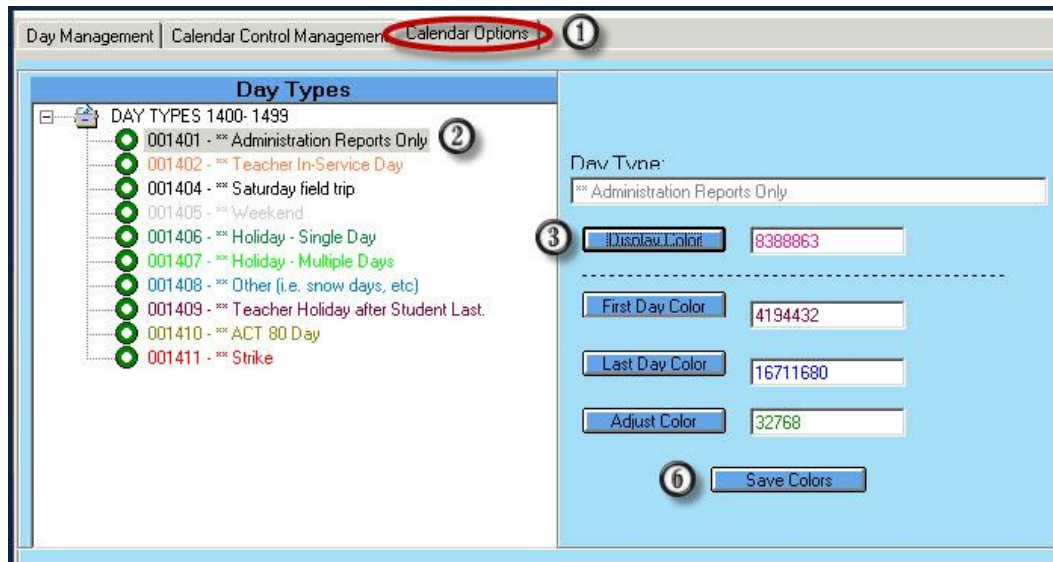 Day Management Calendar Control Management Calendar Options 1
Day Types
DAY TYPES 1400- 1499
001401 - ** Administration Reports Only 2
001402 - ** Teacher In-Service Day
001404 - ** Saturday field trip
001405 - ** Weekend
001406 - ** Holiday - Single Day
001407 - ** Holiday - Multiple Days
001408 - ** Other (i.e. snow days, etc)
001409 - ** Teacher Holiday after Student Last.
001410 - ** ACT 80 Day
001411 - ** Strike
Day Type:
** Administration Reports Only
3 Display Color 8388863
First Day Color 4194432
Last Day Color 16711680
Adjust Color 32768
6 Save Colors